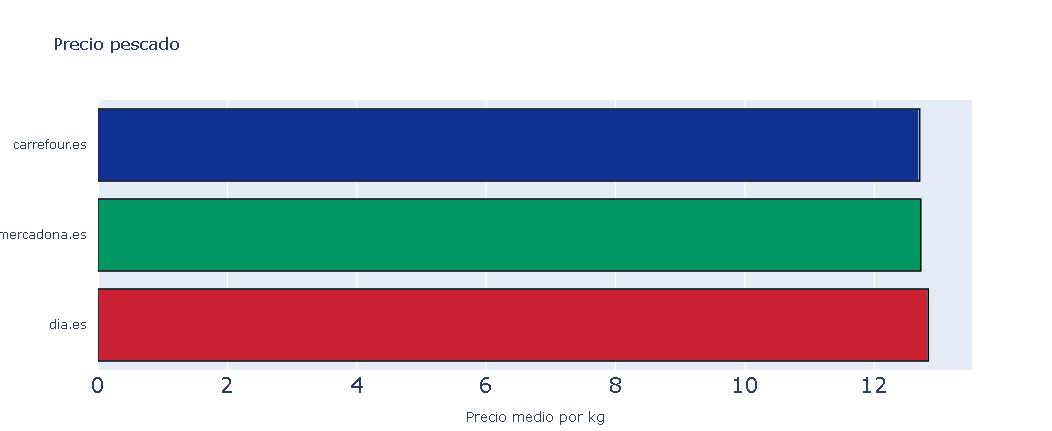 Precio pescado
carrefour.es
mercadona.es
dia.es
0 2 4 6 8 10 12
Precio medio por kg